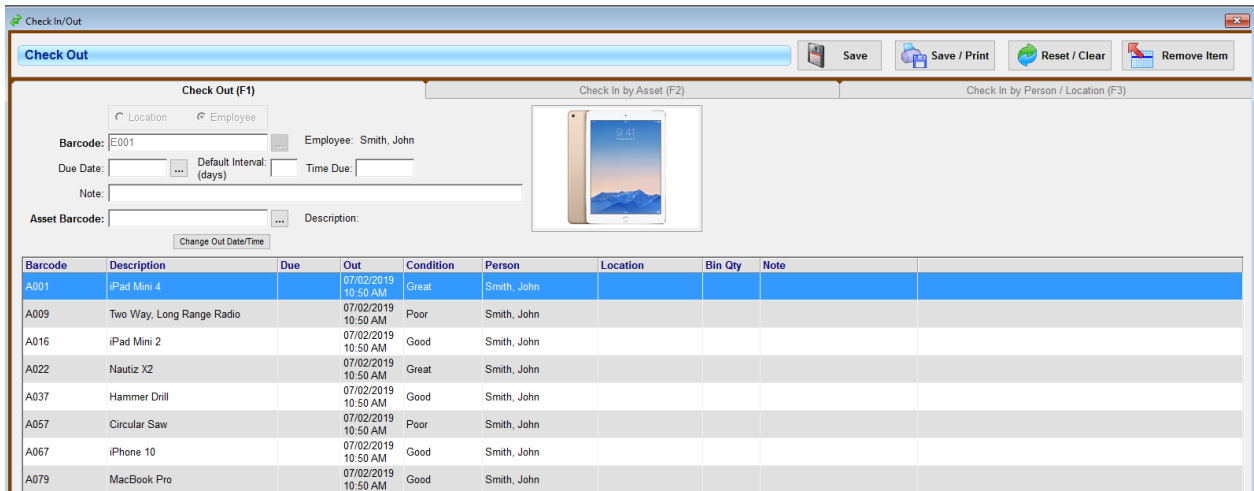 Check In/Out
Check Out
Save
Save / Print
Reset / Clear
Remove Item
Check Out (F1)
Check In by Asset (F2)
Check In by Person / Location (F3)
Location Employee
Barcode: E001 ... Employee: Smith, John
Due Date: ... Default Interval: (days) Time Due:
Note:
Asset Barcode: ... Description:
Change Out Date/Time
9:41
Barcode Description Due Out Condition Person Location Bin Qty Note
A001 iPad Mini 4 07/02/2019 10:50 AM Great Smith, John
A009 Two Way, Long Range Radio 07/02/2019 10:50 AM Poor Smith, John
A016 iPad Mini 2 07/02/2019 10:50 AM Good Smith, John
A022 Nautiz X2 07/02/2019 10:50 AM Great Smith, John
A037 Hammer Drill 07/02/2019 10:50 AM Good Smith, John
A057 Circular Saw 07/02/2019 10:50 AM Poor Smith, John
A067 iPhone 10 07/02/2019 10:50 AM Good Smith, John
A079 MacBook Pro 07/02/2019 10:50 AM Good Smith, John